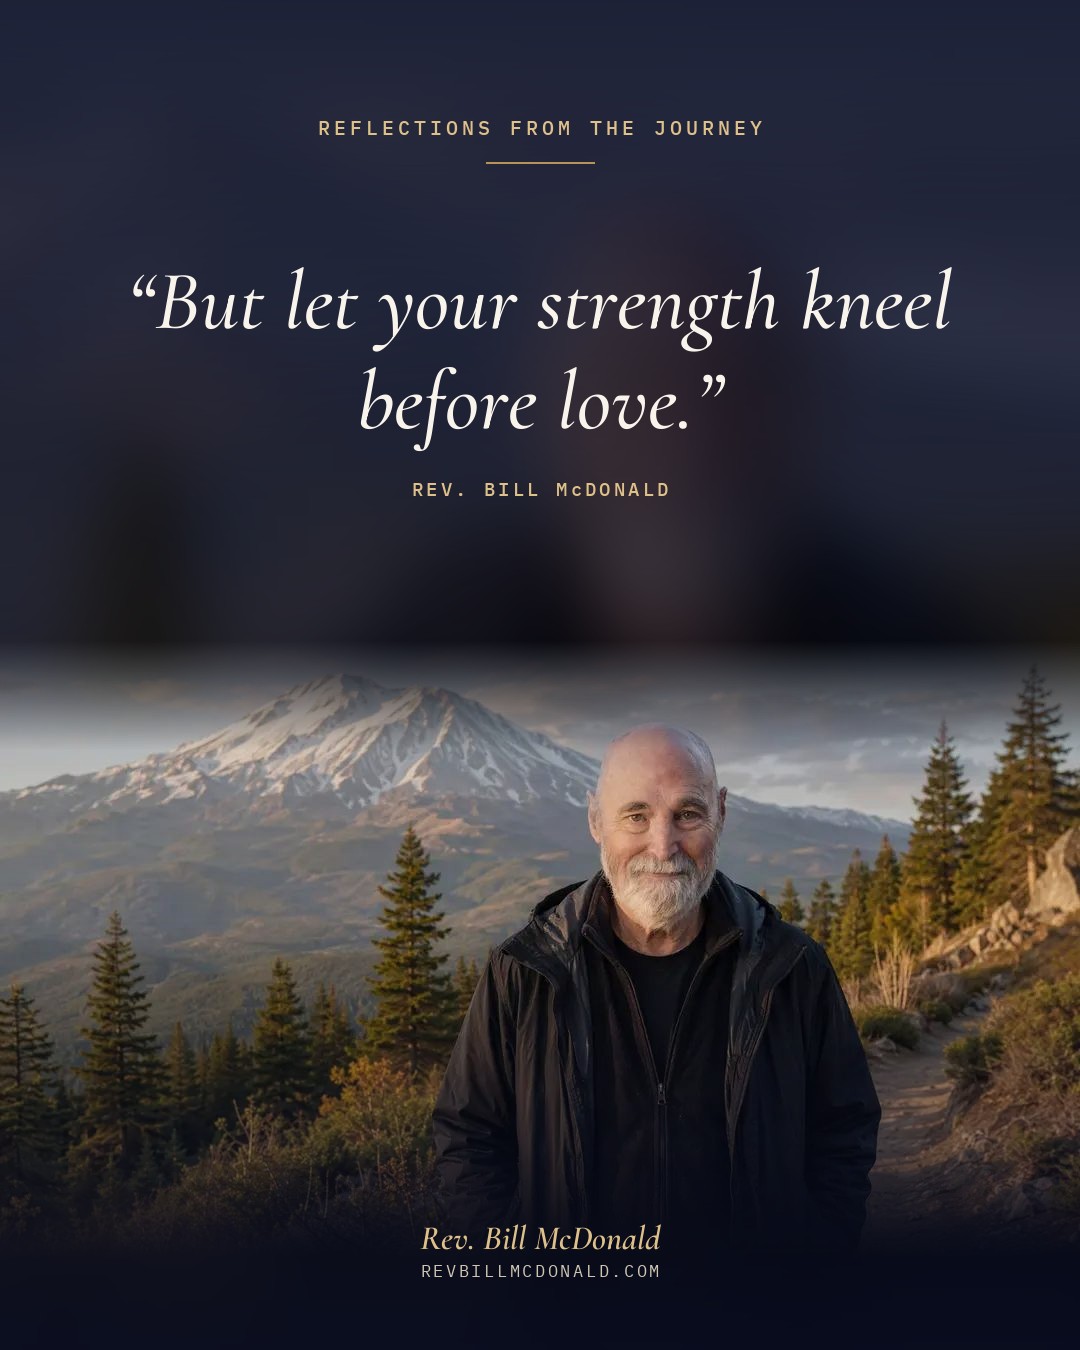 REFLECTIONS FROM THE JOURNEY
“But let your strength kneel
before love.”
REV. BILL McDONALD
Rev. Bill McDonald
REVBILLMCDONALD.COM